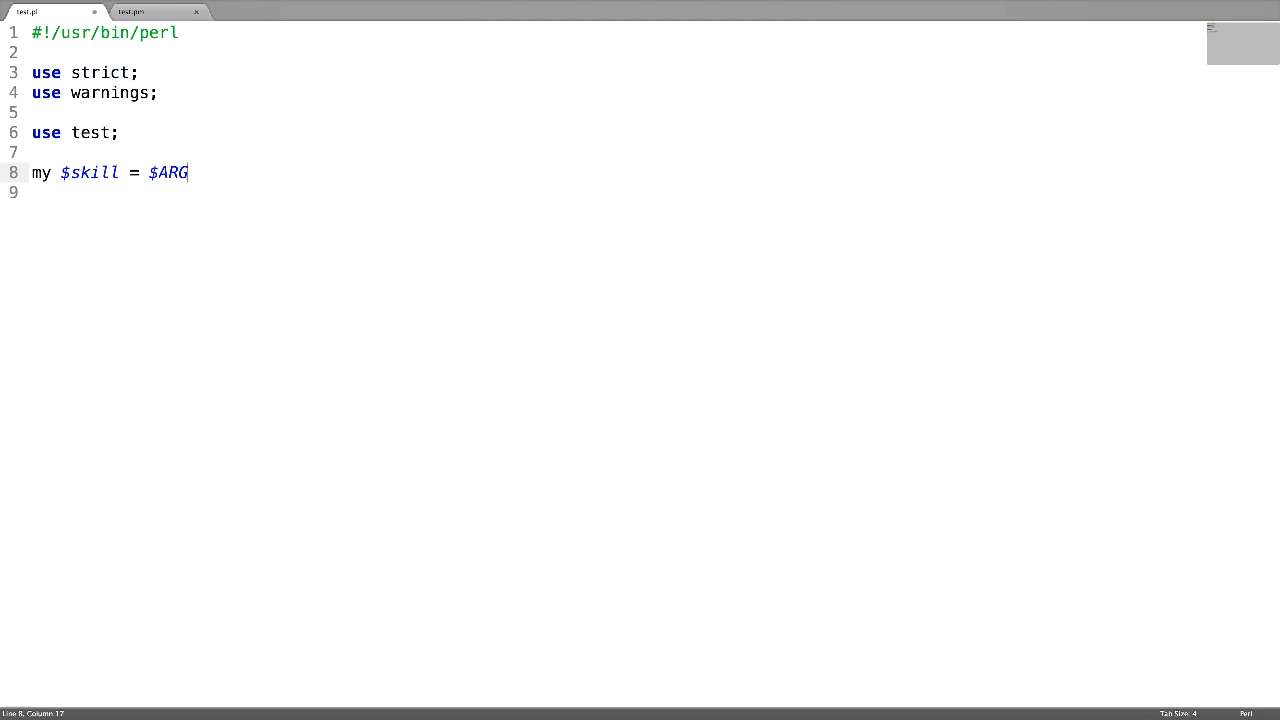 test.pl
test.pm
1 #!/usr/bin/perl
2
3 use strict;
4 use warnings;
5
6 use test;
7
8 my $skill = $ARG
9
Line 8, Column 17
Tab Size: 4
Perl